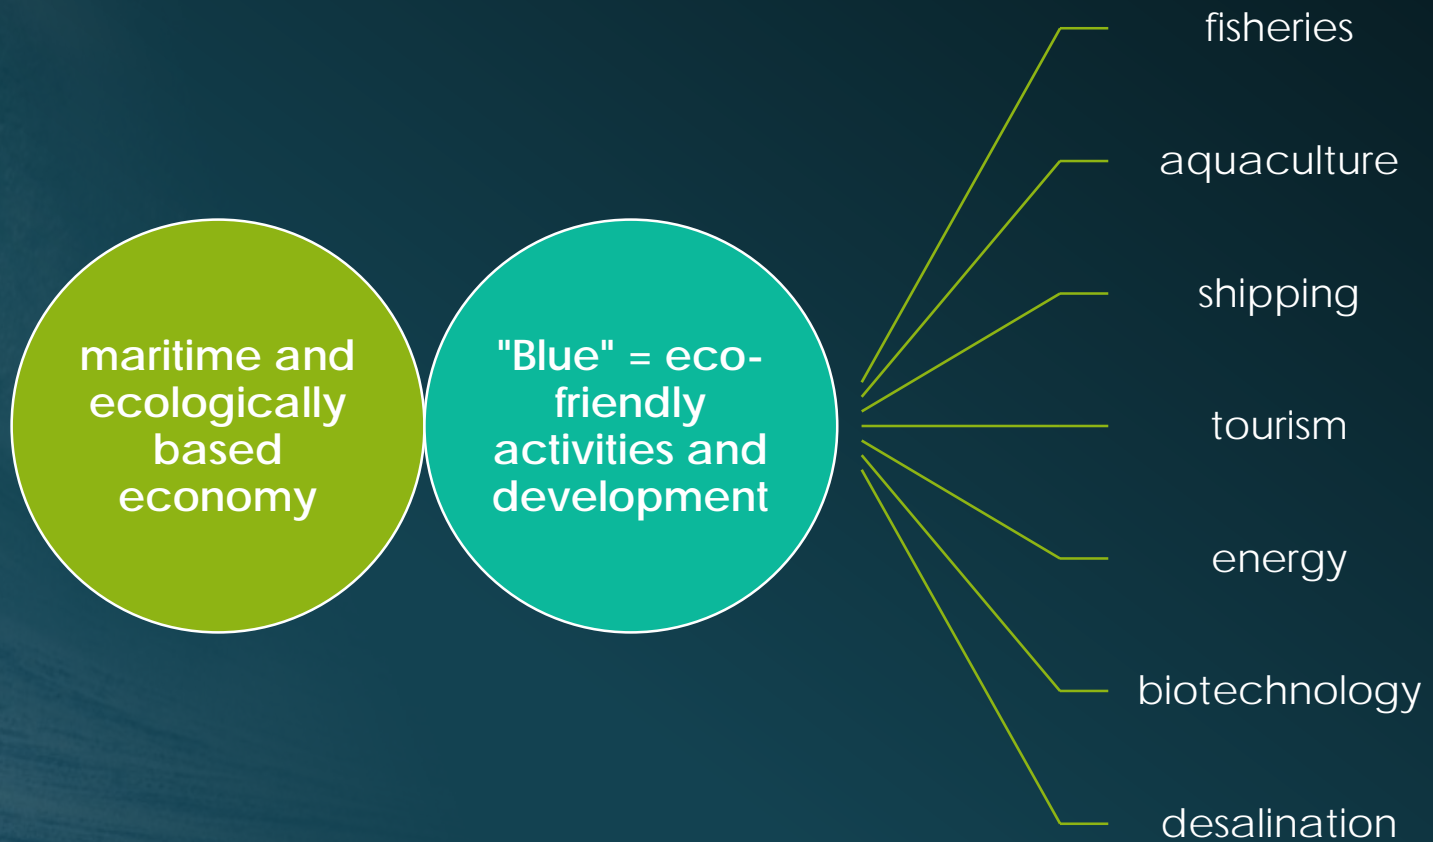 maritime and
ecologically
based
economy
"Blue" = eco-
friendly
activities and
development
fisheries
aquaculture
shipping
tourism
energy
biotechnology
desalination